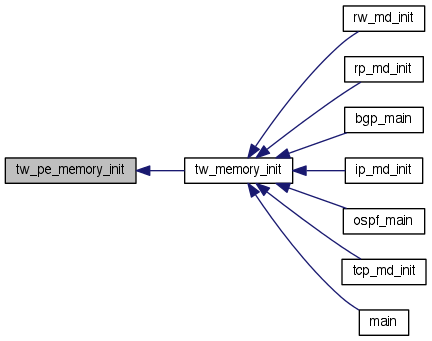 rw_md_init
rp_md_init
bgp_main
tw_pe_memory_init
tw_memory_init
ip_md_init
ospf_main
tcp_md_init
main